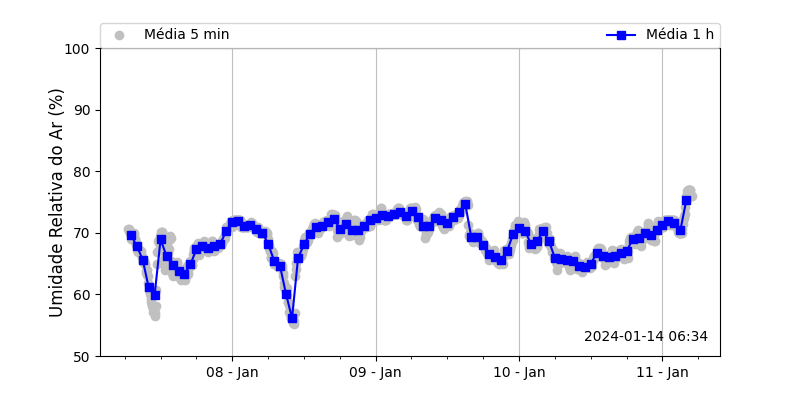 Média 5 min
Média 1 h
Umidade Relativa do Ar (%)
100
90
80
70
60
50
2024-01-14 06:34
08 - Jan
09 - Jan
10 - Jan
11 - Jan